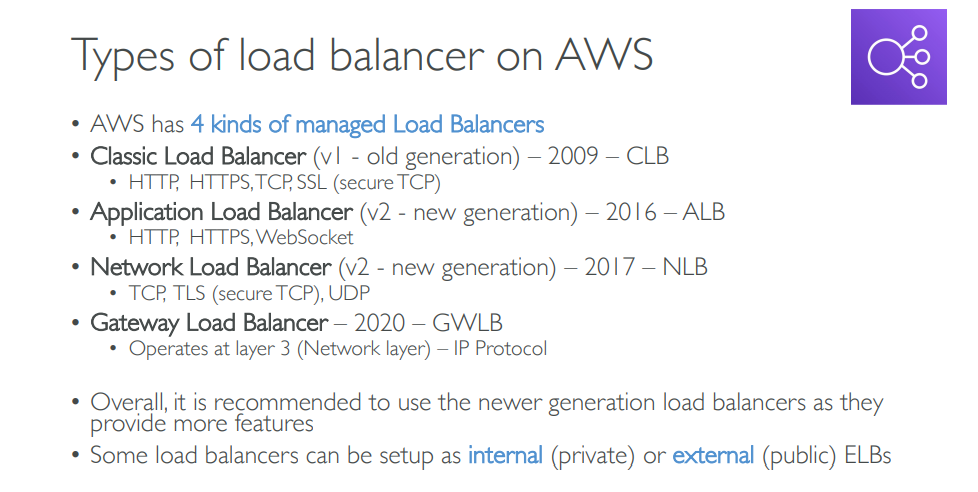 Types of load balancer on AWS
• AWS has 4 kinds of managed Load Balancers
• Classic Load Balancer (v1 - old generation) – 2009 – CLB
• HTTP, HTTPS, TCP, SSL (secure TCP)
• Application Load Balancer (v2 - new generation) – 2016 – ALB
• HTTP, HTTPS, WebSocket
• Network Load Balancer (v2 - new generation) – 2017 – NLB
• TCP, TLS (secure TCP), UDP
• Gateway Load Balancer – 2020 – GWLB
• Operates at layer 3 (Network layer) – IP Protocol
• Overall, it is recommended to use the newer generation load balancers as they
provide more features
• Some load balancers can be setup as internal (private) or external (public) ELBs